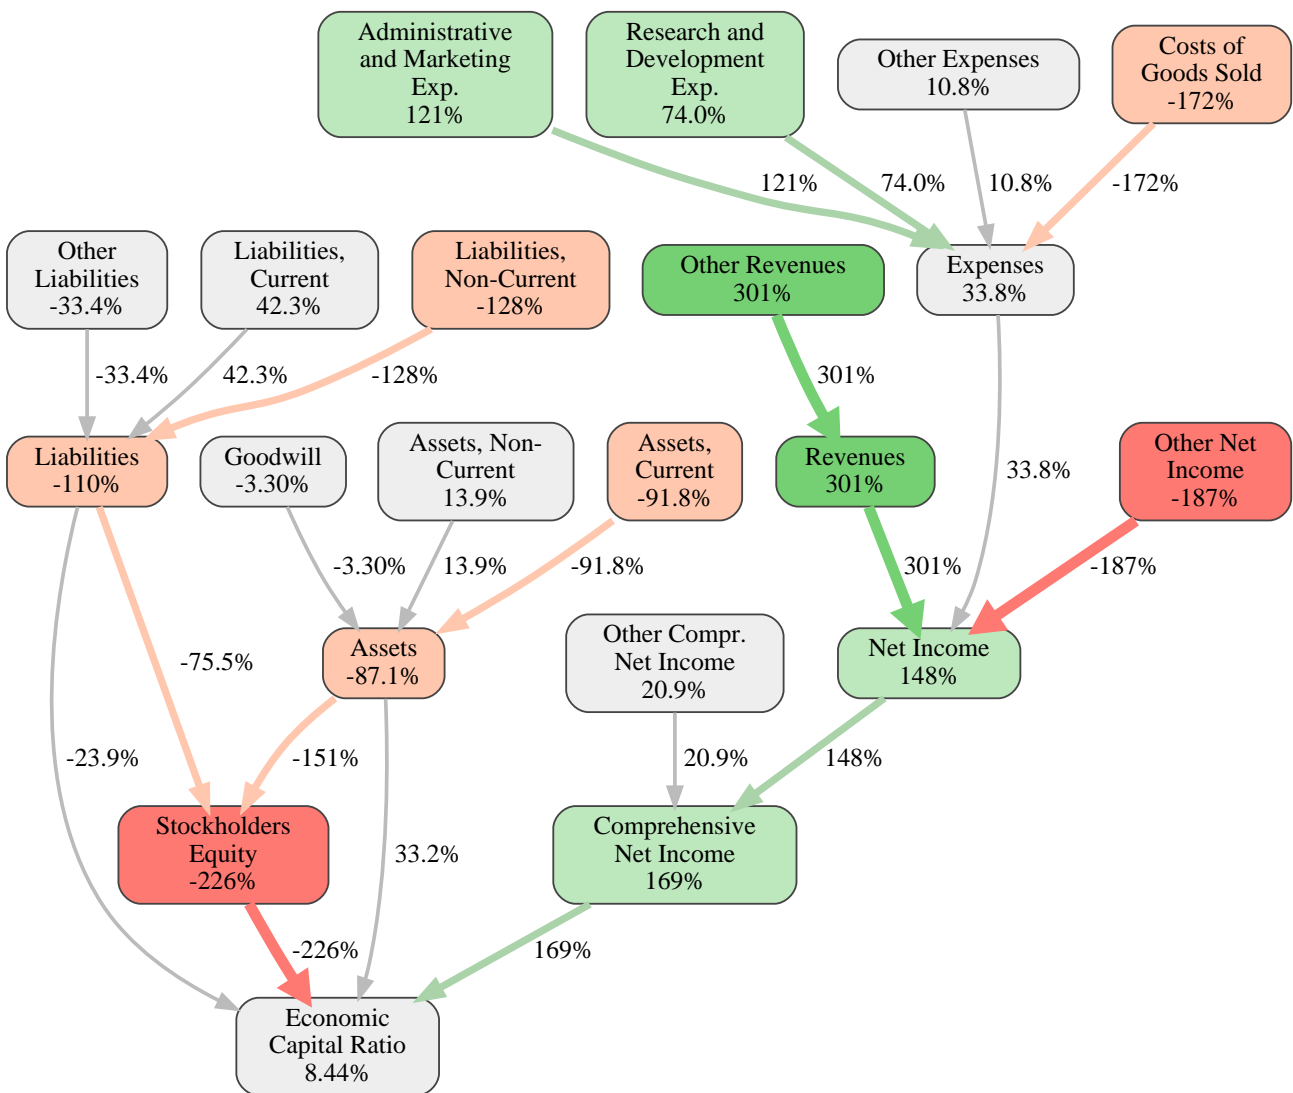 Administrative
and Marketing
Exp.
121%
Research and
Development
Exp.
74.0%
Other Expenses
10.8%
Costs of
Goods Sold
-172%
121%
74.0%
10.8%
-172%
Other
Liabilities
-33.4%
Liabilities,
Current
42.3%
Liabilities,
Non-Current
-128%
Other Revenues
301%
Expenses
33.8%
-33.4%
42.3%
-128%
301%
Liabilities
-110%
Goodwill
-3.30%
Assets, Non-
Current
13.9%
Assets,
Current
-91.8%
Revenues
301%
33.8%
Other Net
Income
-187%
-3.30%
13.9%
-91.8%
301%
-187%
-75.5%
Assets
-87.1%
Other Compr.
Net Income
20.9%
Net Income
148%
-23.9%
-151%
20.9%
148%
Stockholders
Equity
-226%
33.2%
Comprehensive
Net Income
169%
-226%
169%
Economic
Capital Ratio
8.44%